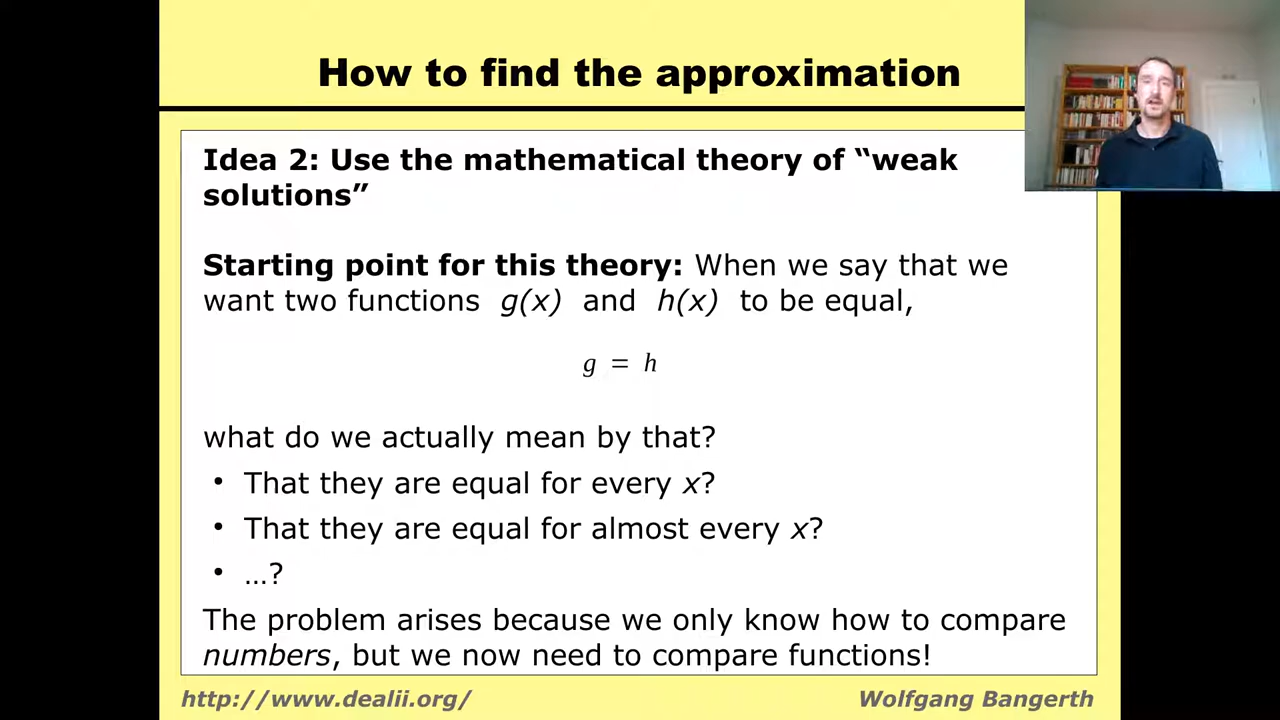 How to find the approximation
Idea 2: Use the mathematical theory of “weak
solutions”
Starting point for this theory: When we say that we
want two functions g(x) and h(x) to be equal,
g = h
what do we actually mean by that?
• That they are equal for every x?
• That they are equal for almost every x?
• …?
The problem arises because we only know how to compare
numbers, but we now need to compare functions!
http://www.dealii.org/
Wolfgang Bangerth